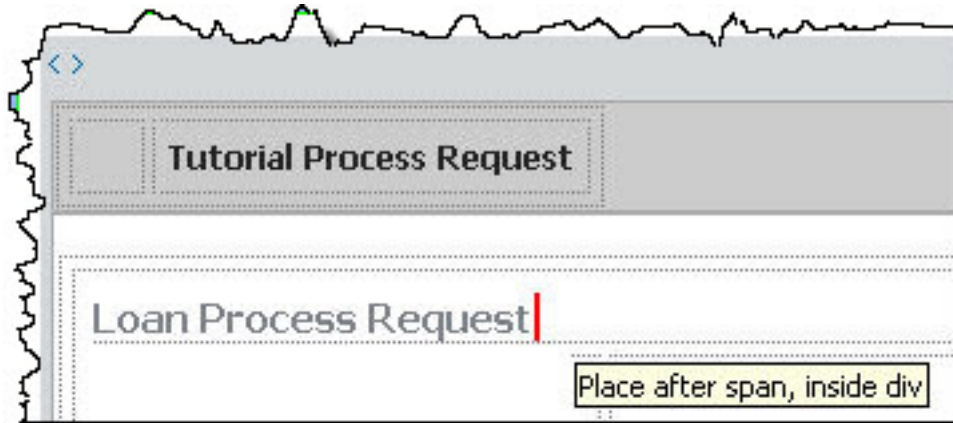 < >
Tutorial Process Request
Loan Process Request
Place after span, inside div